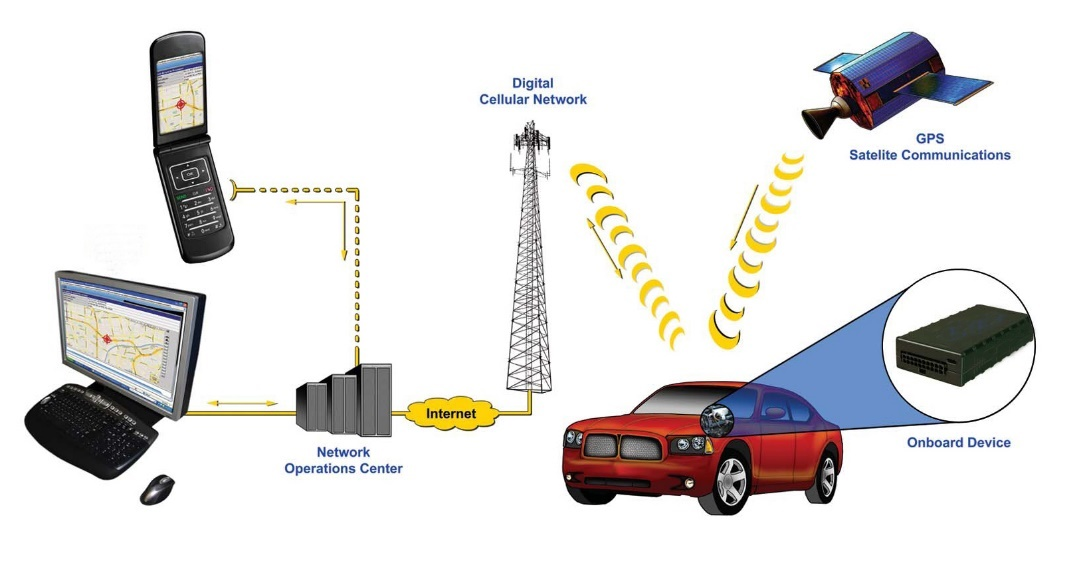 Digital
Cellular Network
GPS
Satelite Communications
Internet
Onboard Device
Network
Operations Center